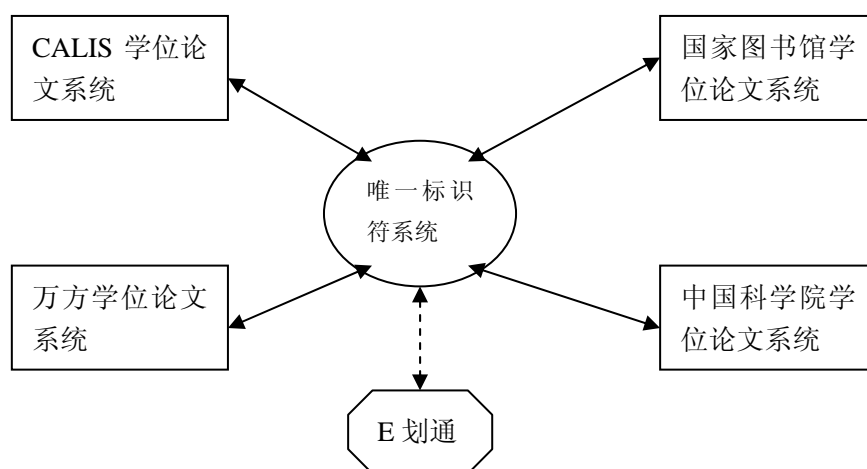 CALIS 学位论
文系统
国家图书馆学
位论文系统
唯一标识
符系统
万方学位论文
系统
中国科学院学
位论文系统
E 划通